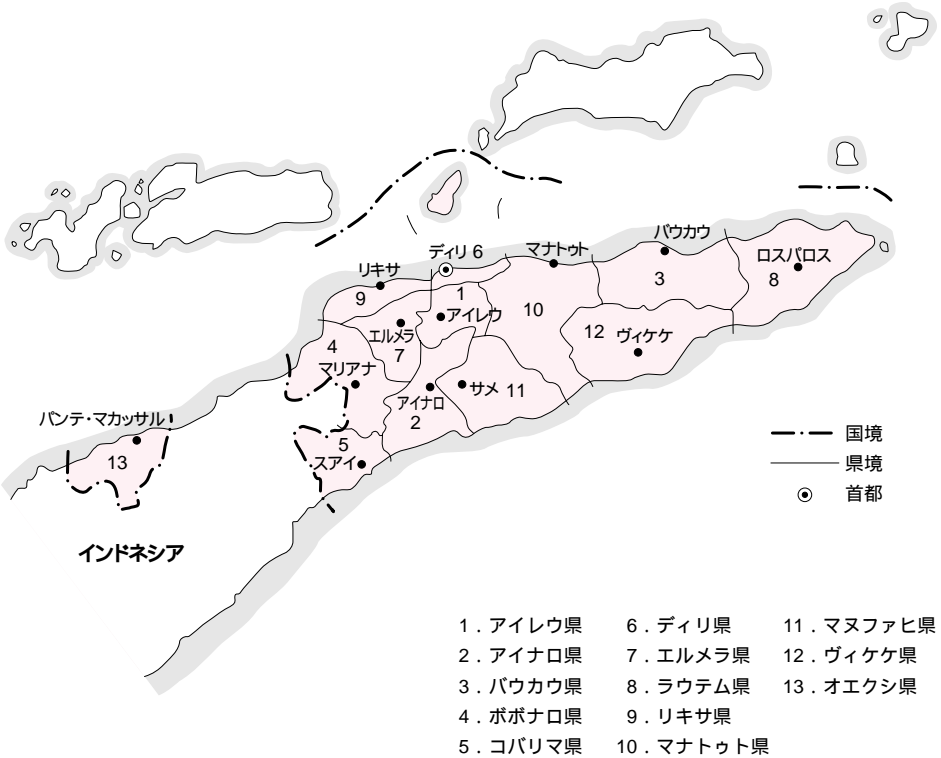 バウカウ
ディリ 6
マナトゥト
ロスパロス
リキサ
3
8
9
1
10
アイレウ
エルメラ
12
ヴィケケ
4
7
マリアナ
サメ 11
アイナロ
2
パンテ・マカッサル
5
スアイ
13
国境
県境
首都
インドネシア
1．アイレウ県
2．アイナロ県
3．バウカウ県
4．ボボナロ県
5．コバリマ県
6．ディリ県
7．エルメラ県
8．ラウテム県
9．リキサ県
10．マナトゥト県
11．マヌファヒ県
12．ヴィケケ県
13．オエクシ県